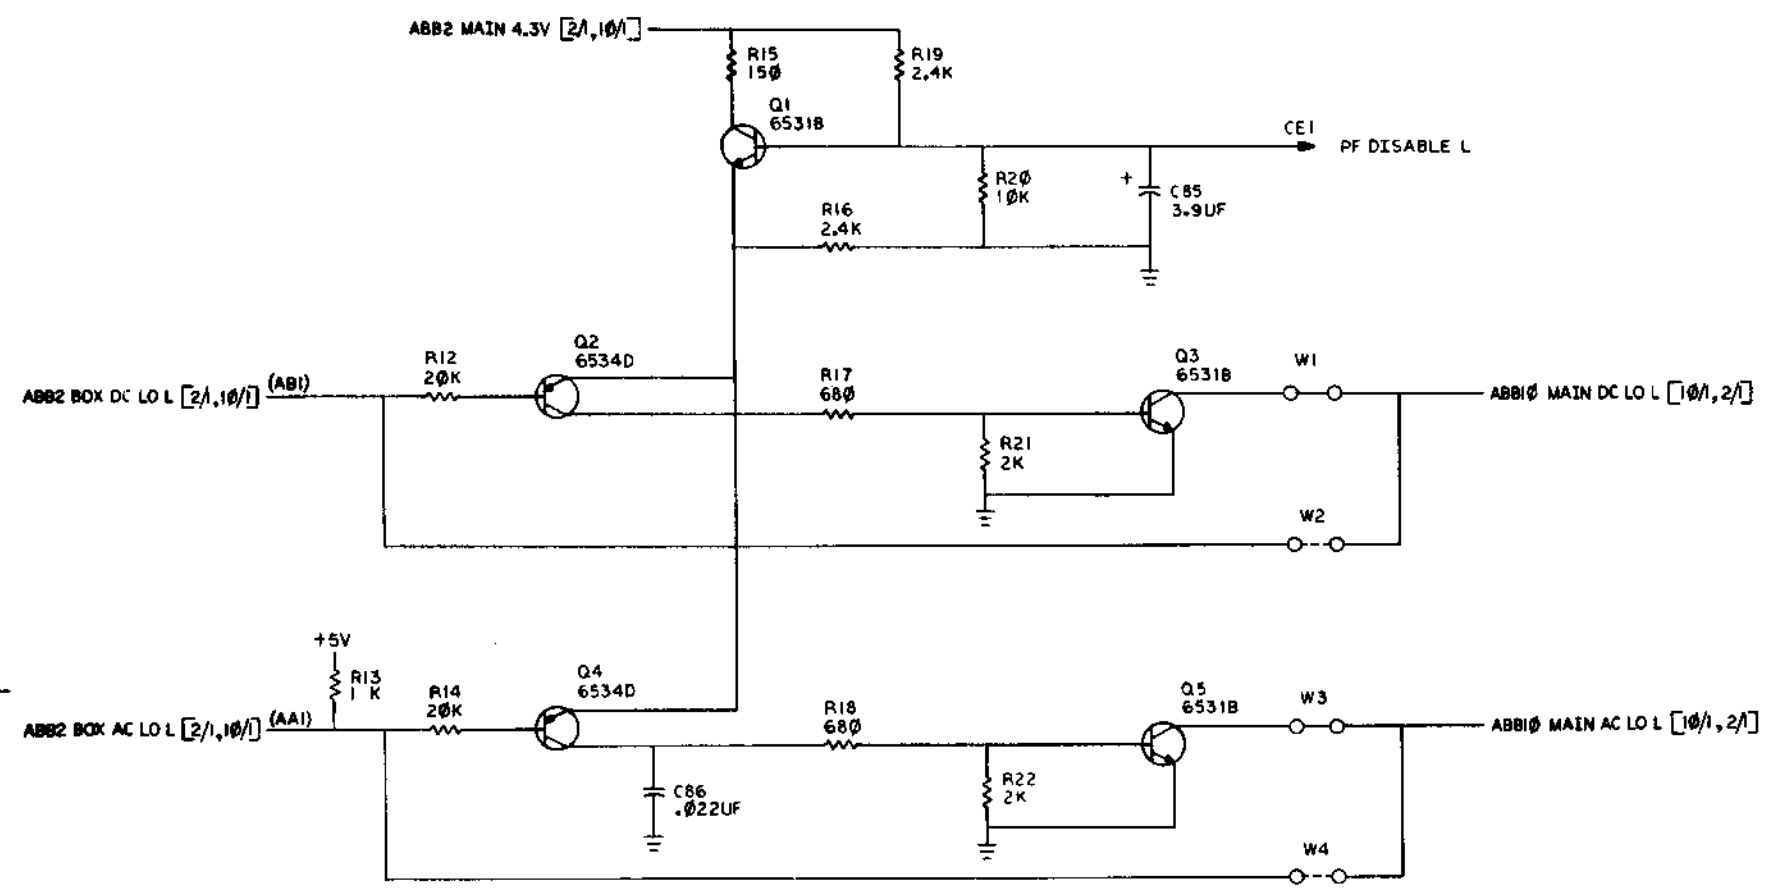 ABB2 MAIN 4.3V [2/1,1Ø/1]
R15
15Ø
R19
2.4K
Q1
6531B
CE1
PF DISABLE L
R2Ø
1ØK
+
C85
3.9UF
R16
2.4K
Q2
6534D
Q3
6531B
W1
R12
2ØK
R17
68Ø
ABB2 BOX DC LO L [2/1,1Ø/1]
(AB1)
ABB1Ø MAIN DC LO L [1Ø/1,2/1]
R21
2K
W2
+5V
R13
1 K
R14
2ØK
Q4
6534D
R18
68Ø
Q5
6531B
W3
ABB2 BOX AC LO L [2/1,1Ø/1]
(AA1)
ABB1Ø MAIN AC LO L [1Ø/1,2/1]
C86
.Ø22UF
R22
2K
W4